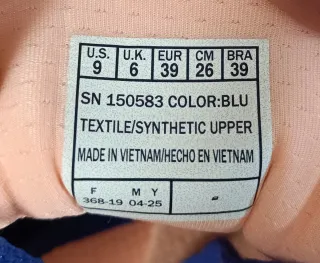 U.S. U.K. EUR CM BRA
9 6 39 26 39
SN 150583 COLOR:BLU
TEXTILE/SYNTHETIC UPPER
MADE IN VIETNAM/HECHO EN VIETNAM
F M Y
368-19 04-25